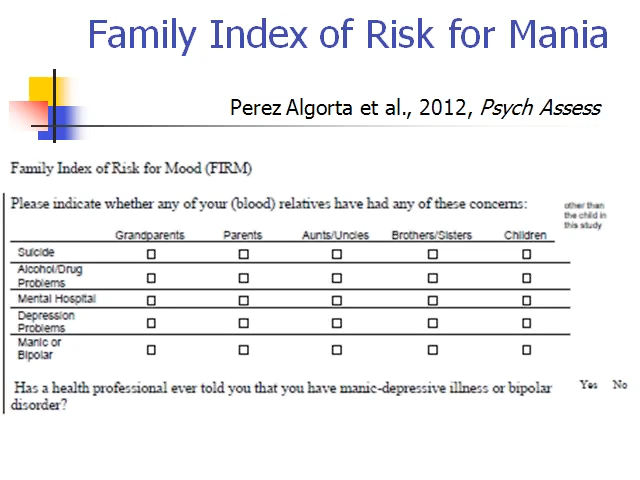 Family Index of Risk for Mania
Perez Algorta et al., 2012, Psych Assess
Family Index of Risk for Mood (FIRM)
Please indicate whether any of your (blood) relatives have had any of these concerns:
other than
the child in
this study
Grandparents Parents Aunts/Uncles Brothers/Sisters Children
Suicide
Alcohol/Drug
Problems
Mental Hospital
Depression
Problems
Manic or
Bipolar
Has a health professional ever told you that you have manic-depressive illness or bipolar
disorder?
Yes No